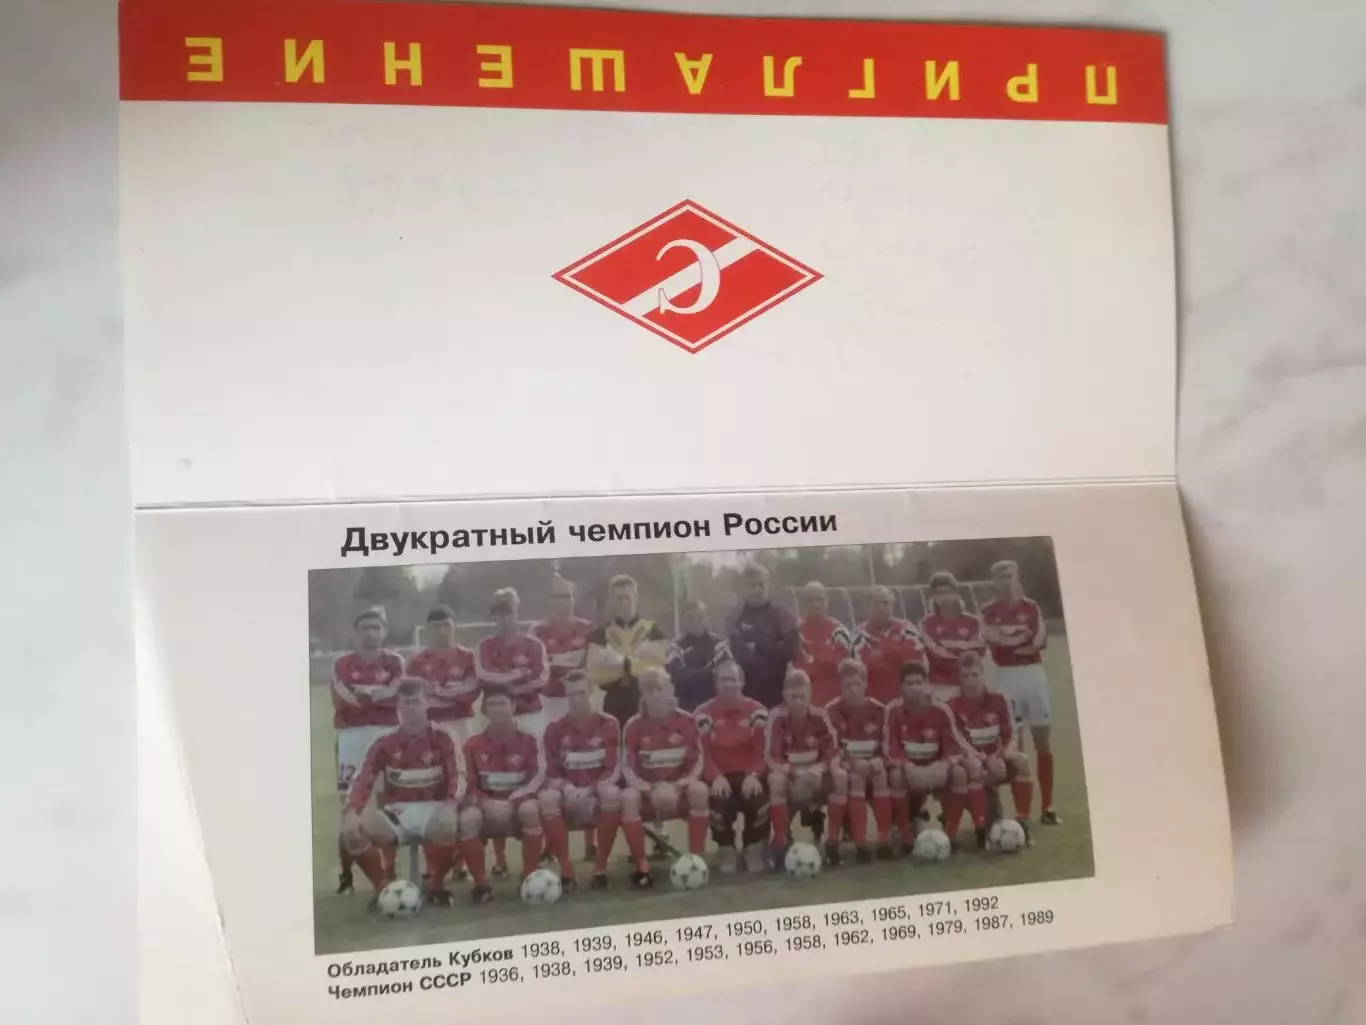 ПРИГЛАШЕНИЕ
С
Двукратный чемпион России
Обладатель Кубков 1938, 1939, 1946, 1947, 1950, 1958, 1963, 1965, 1971, 1992
Чемпион СССР 1936, 1938, 1939, 1952, 1953, 1956, 1958, 1962, 1969, 1979, 1987, 1989